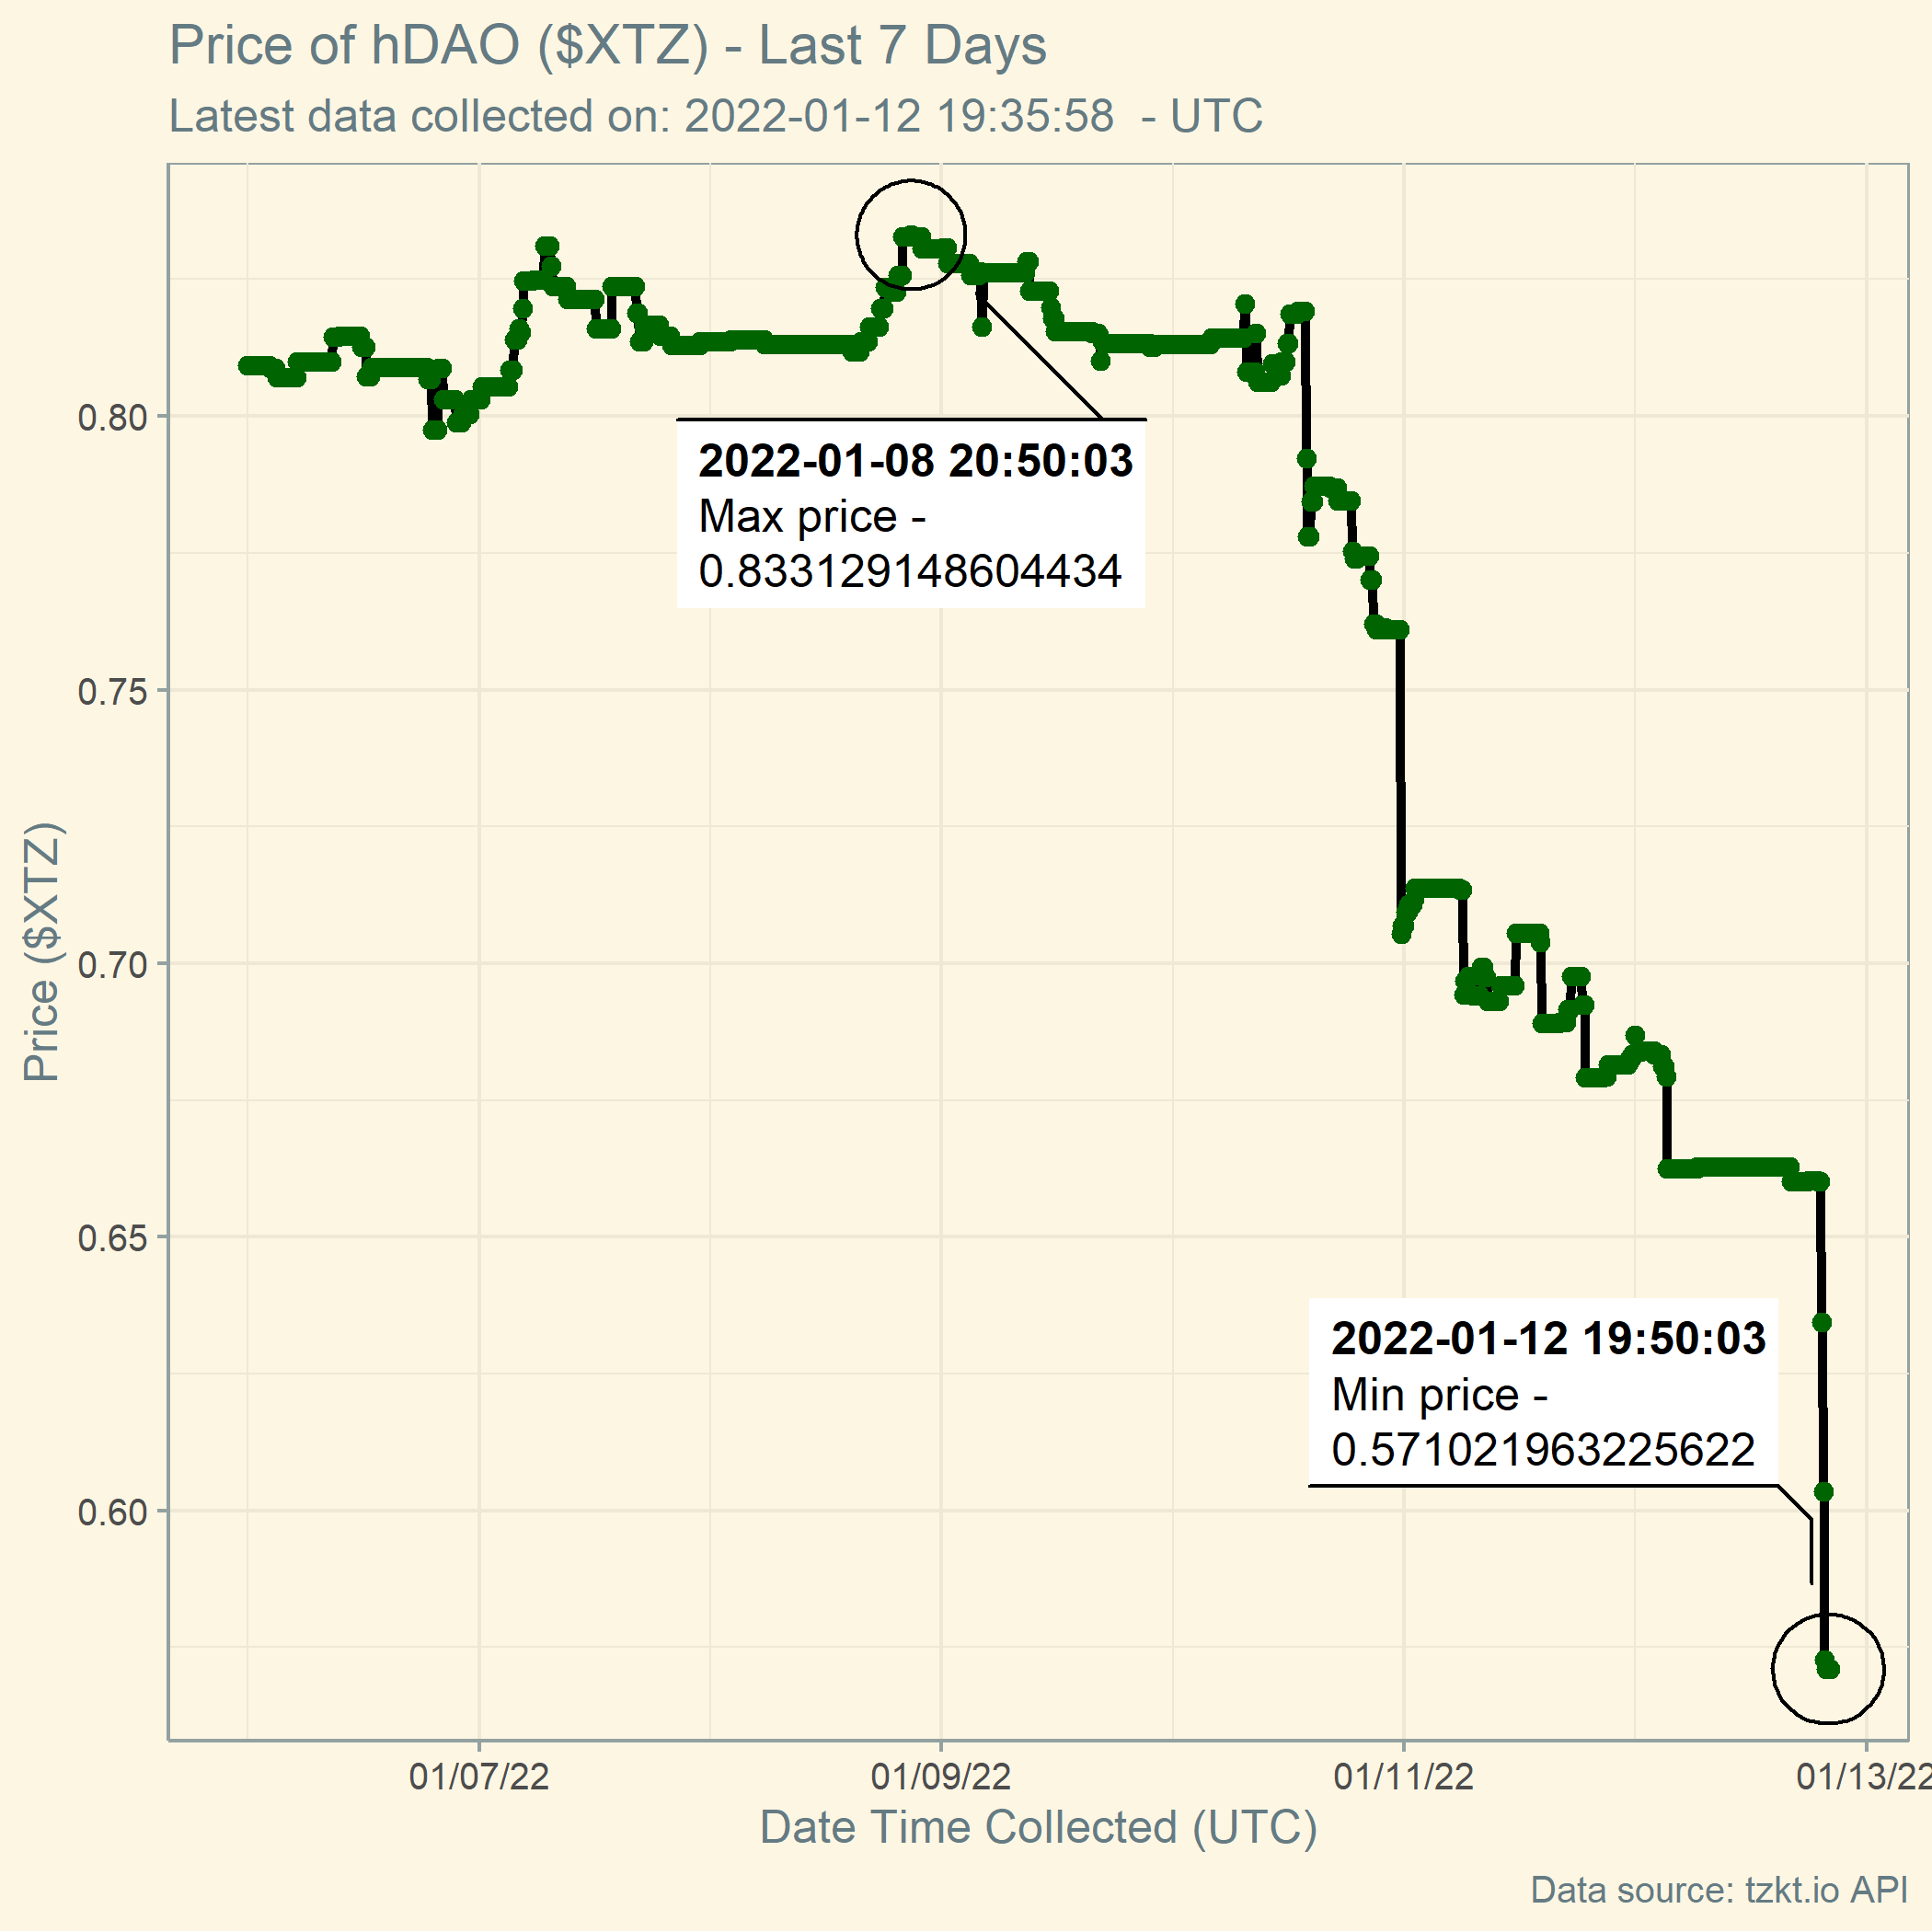 Price of hDAO ($XTZ) - Last 7 Days
Latest data collected on: 2022-01-12 19:35:58  - UTC
2022-01-08 20:50:03
Max price -
0.833129148604434
2022-01-12 19:50:03
Min price -
0.571021963225622
0.80
0.75
0.70
0.65
0.60
Price ($XTZ)
01/07/22
01/09/22
01/11/22
01/13/22
Date Time Collected (UTC)
Data source: tzkt.io API